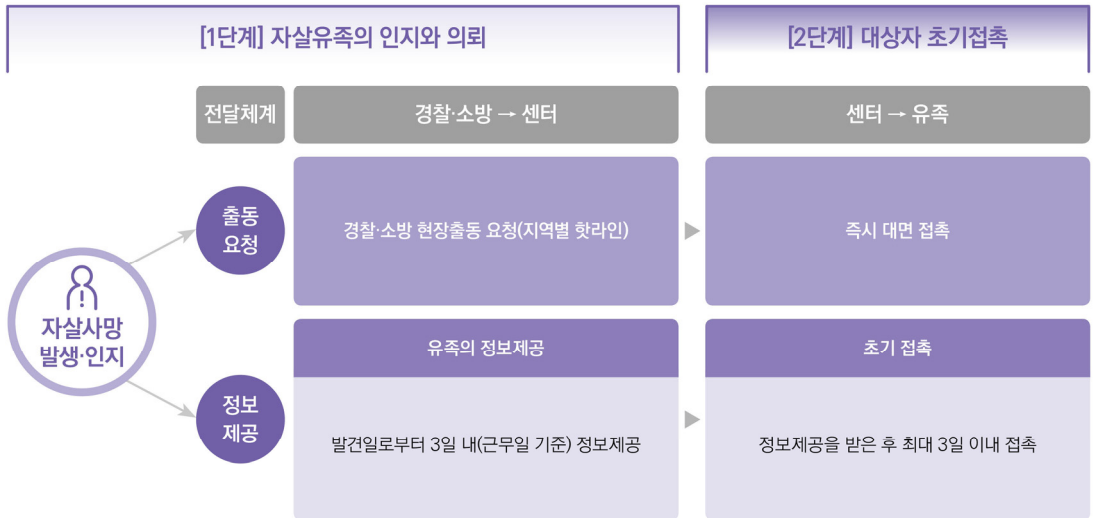 [1단계] 자살유족의 인지와 의뢰
[2단계] 대상자 초기접촉
전달체계
경찰·소방 → 센터
센터 → 유족
자살사망
발생·인지
출동
요청
경찰·소방 현장출동 요청(지역별 핫라인)
즉시 대면 접촉
정보
제공
유족의 정보제공
초기 접촉
발견일로부터 3일 내(근무일 기준) 정보제공
정보제공을 받은 후 최대 3일 이내 접촉